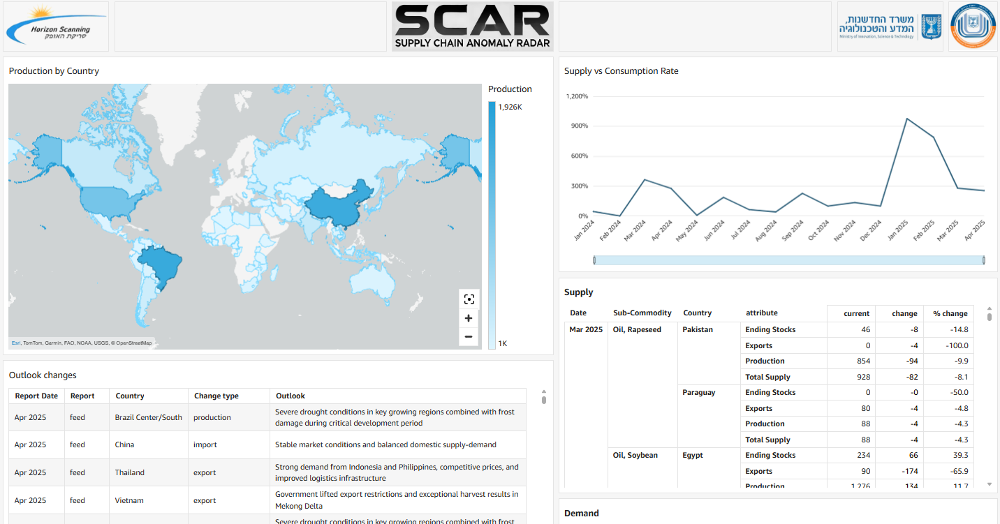 Horizon Scanning
סריקת האופק
SCAR
SUPPLY CHAIN ANOMALY RADAR
משרד החדשנות,
המדע והטכנולוגיה
Ministry of Innovation, Science & Technology
Production by Country
Production
1,926K
1K
Esri, TomTom, Garmin, FAO, NOAA, USGS, © OpenStreetMap
Supply vs Consumption Rate
1,200%
900%
600%
300%
0%
Jan 2024
Feb 2024
Mar 2024
Apr 2024
May 2024
Jun 2024
Jul 2024
Aug 2024
Sep 2024
Oct 2024
Nov 2024
Dec 2024
Jan 2025
Feb 2025
Mar 2025
Apr 2025
Outlook changes
Report Date Report Country Change type Outlook
Apr 2025 feed Brazil Center/South production Severe drought conditions in key growing regions combined with frost
damage during critical development period
Apr 2025 feed China import Stable market conditions and balanced domestic supply-demand
Apr 2025 feed Thailand export Strong demand from Indonesia and Philippines, competitive prices, and
improved logistics infrastructure
Apr 2025 feed Vietnam export Government lifted export restrictions and exceptional harvest results in
Mekong Delta
Severe drought conditions in key growing regions combined with frost
Supply
Date Sub-Commodity Country attribute current change % change
Mar 2025 Oil, Rapeseed Pakistan Ending Stocks 46 -8 -14.8
Exports 0 -4 -100.0
Production 854 -94 -9.9
Total Supply 928 -82 -8.1
Paraguay Ending Stocks 0 -0 -50.0
Exports 80 -4 -4.8
Production 88 -4 -4.3
Total Supply 88 -4 -4.3
Oil, Soybean Egypt Ending Stocks 234 66 39.3
Exports 90 -174 -65.9
Production 1,276 134 11.7
Demand